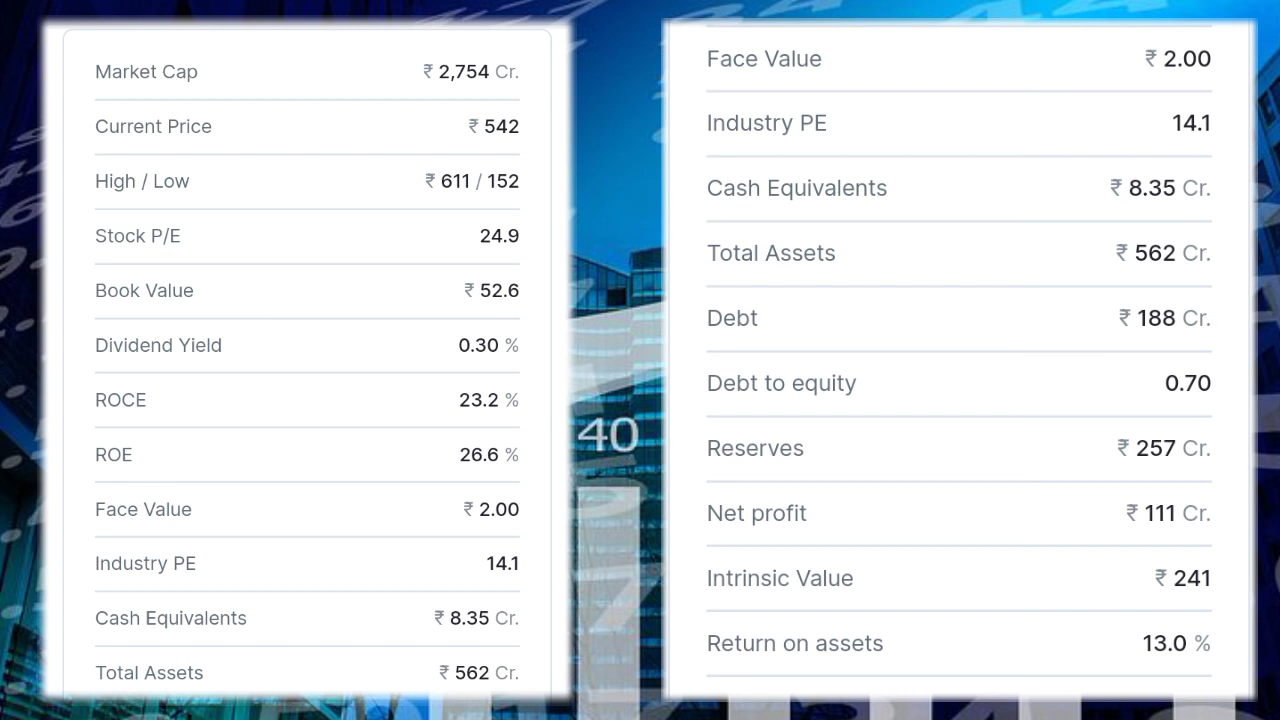 Market Cap ₹ 2,754 Cr.
Current Price ₹ 542
High / Low ₹ 611 / 152
Stock P/E 24.9
Book Value ₹ 52.6
Dividend Yield 0.30 %
ROCE 23.2 %
ROE 26.6 %
Face Value ₹ 2.00
Industry PE 14.1
Cash Equivalents ₹ 8.35 Cr.
Total Assets ₹ 562 Cr.
40
Face Value ₹ 2.00
Industry PE 14.1
Cash Equivalents ₹ 8.35 Cr.
Total Assets ₹ 562 Cr.
Debt ₹ 188 Cr.
Debt to equity 0.70
Reserves ₹ 257 Cr.
Net profit ₹ 111 Cr.
Intrinsic Value ₹ 241
Return on assets 13.0 %